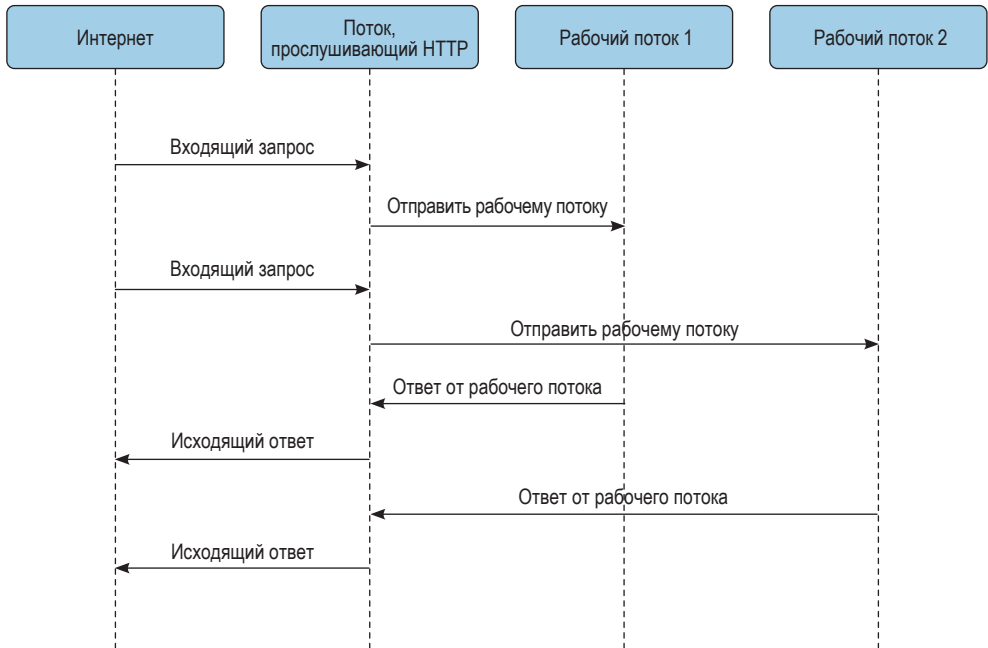 Интернет
Поток,
прослушивающий HTTP
Рабочий поток 1
Рабочий поток 2
Входящий запрос
Отправить рабочему потоку
Входящий запрос
Отправить рабочему потоку
Ответ от рабочего потока
Исходящий ответ
Ответ от рабочего потока
Исходящий ответ